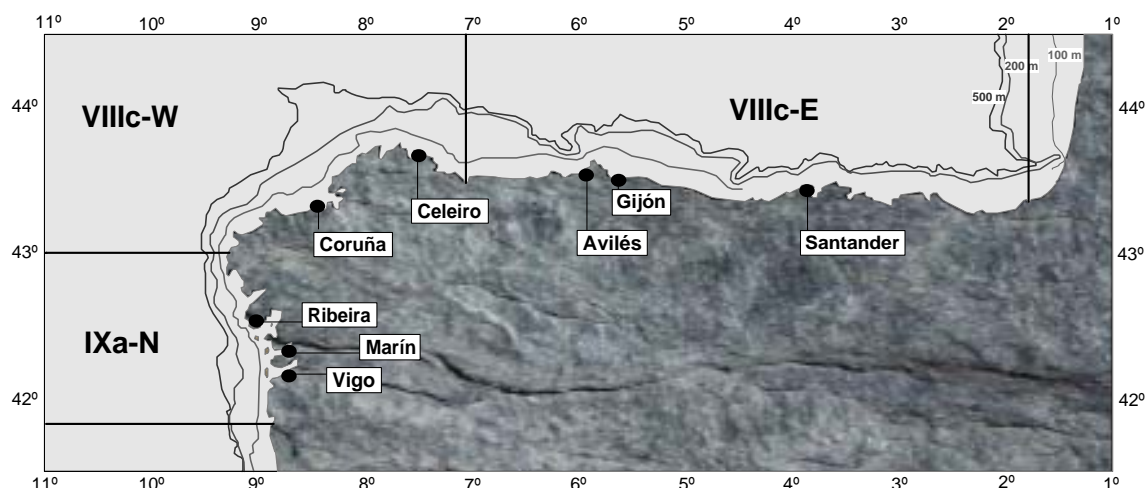 11º 10º 9º 8º 7º 6º 5º 4º 3º 2º 1º
100 m
200 m
500 m
44º 44º
VIIIc-W VIIIc-E
Celeiro
Gijón
Coruña
Avilés
Santander
43º 43º
Ribeira
IXa-N
Marín
Vigo
42º 42º
11º 10º 9º 8º 7º 6º 5º 4º 3º 2º 1º